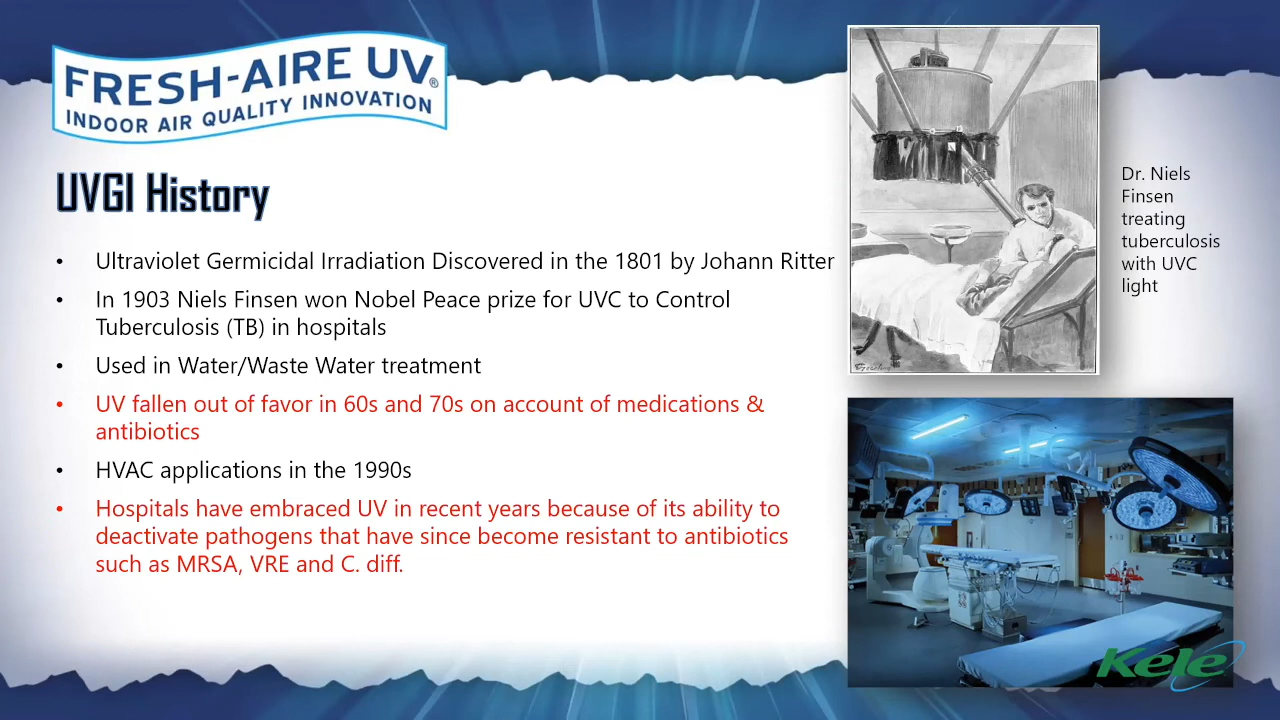 FRESH-AIRE UV®
INDOOR AIR QUALITY INNOVATION
UVGI History
• Ultraviolet Germicidal Irradiation Discovered in the 1801 by Johann Ritter
• In 1903 Niels Finsen won Nobel Peace prize for UVC to Control
Tuberculosis (TB) in hospitals
• Used in Water/Waste Water treatment
• UV fallen out of favor in 60s and 70s on account of medications &
antibiotics
• HVAC applications in the 1990s
• Hospitals have embraced UV in recent years because of its ability to
deactivate pathogens that have since become resistant to antibiotics
such as MRSA, VRE and C. diff.
Dr. Niels
Finsen
treating
tuberculosis
with UVC
light
Kele